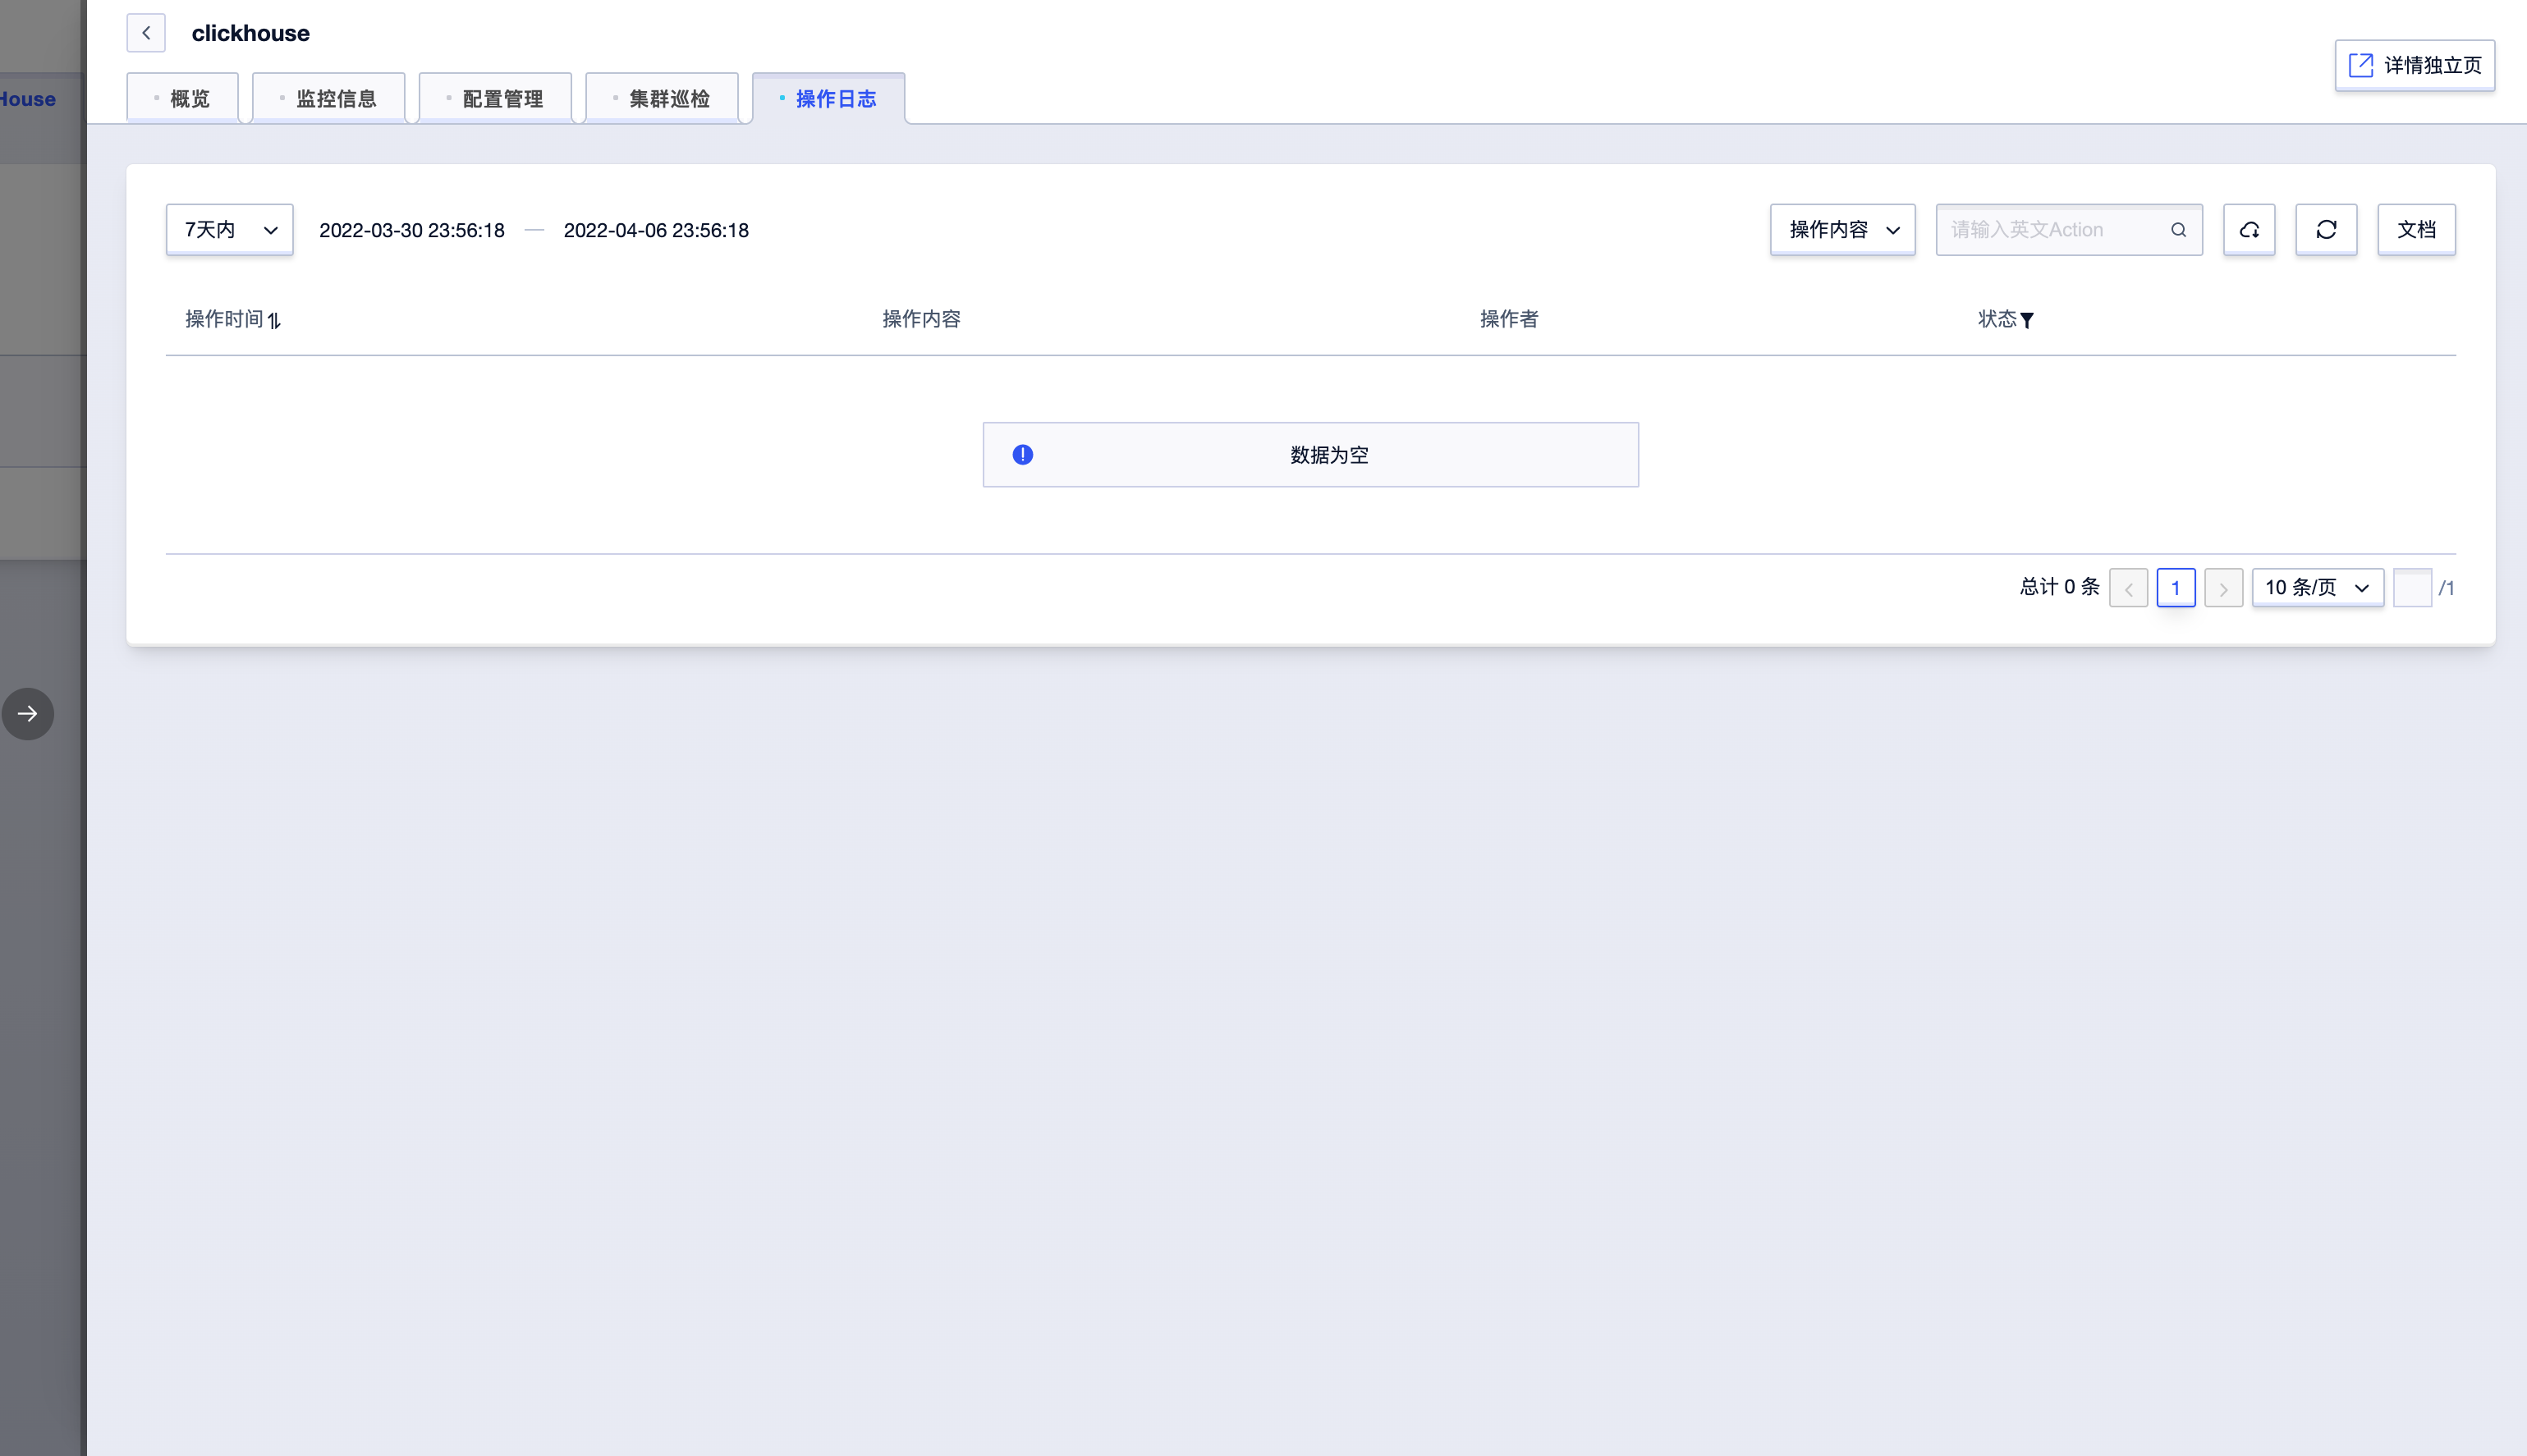 clickhouse
详情独立页
House
概览
监控信息
配置管理
集群巡检
操作日志
7天内
2022-03-30 23:56:18 — 2022-04-06 23:56:18
操作内容
请输入英文Action
文档
操作时间
操作内容
操作者
状态
数据为空
总计 0 条
1
10 条/页
/1